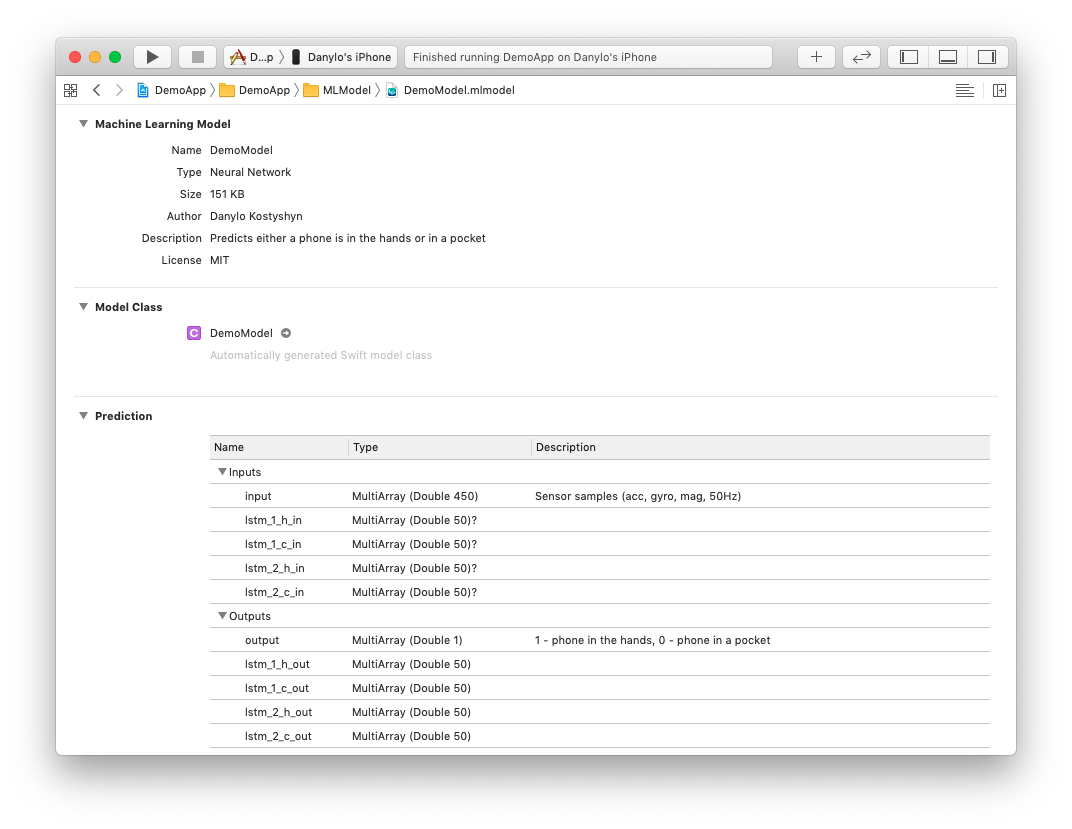 D...p Danylo's iPhone Finished running DemoApp on Danylo's iPhone
DemoApp DemoApp MLModel DemoModel.mlmodel
Machine Learning Model
Name DemoModel
Type Neural Network
Size 151 KB
Author Danylo Kostyshyn
Description Predicts either a phone is in the hands or in a pocket
License MIT
Model Class
C DemoModel
Automatically generated Swift model class
Prediction
Name Type Description
Inputs
input MultiArray (Double 450) Sensor samples (acc, gyro, mag, 50Hz)
lstm_1_h_in MultiArray (Double 50)?
lstm_1_c_in MultiArray (Double 50)?
lstm_2_h_in MultiArray (Double 50)?
lstm_2_c_in MultiArray (Double 50)?
Outputs
output MultiArray (Double 1) 1 - phone in the hands, 0 - phone in a pocket
lstm_1_h_out MultiArray (Double 50)
lstm_1_c_out MultiArray (Double 50)
lstm_2_h_out MultiArray (Double 50)
lstm_2_c_out MultiArray (Double 50)